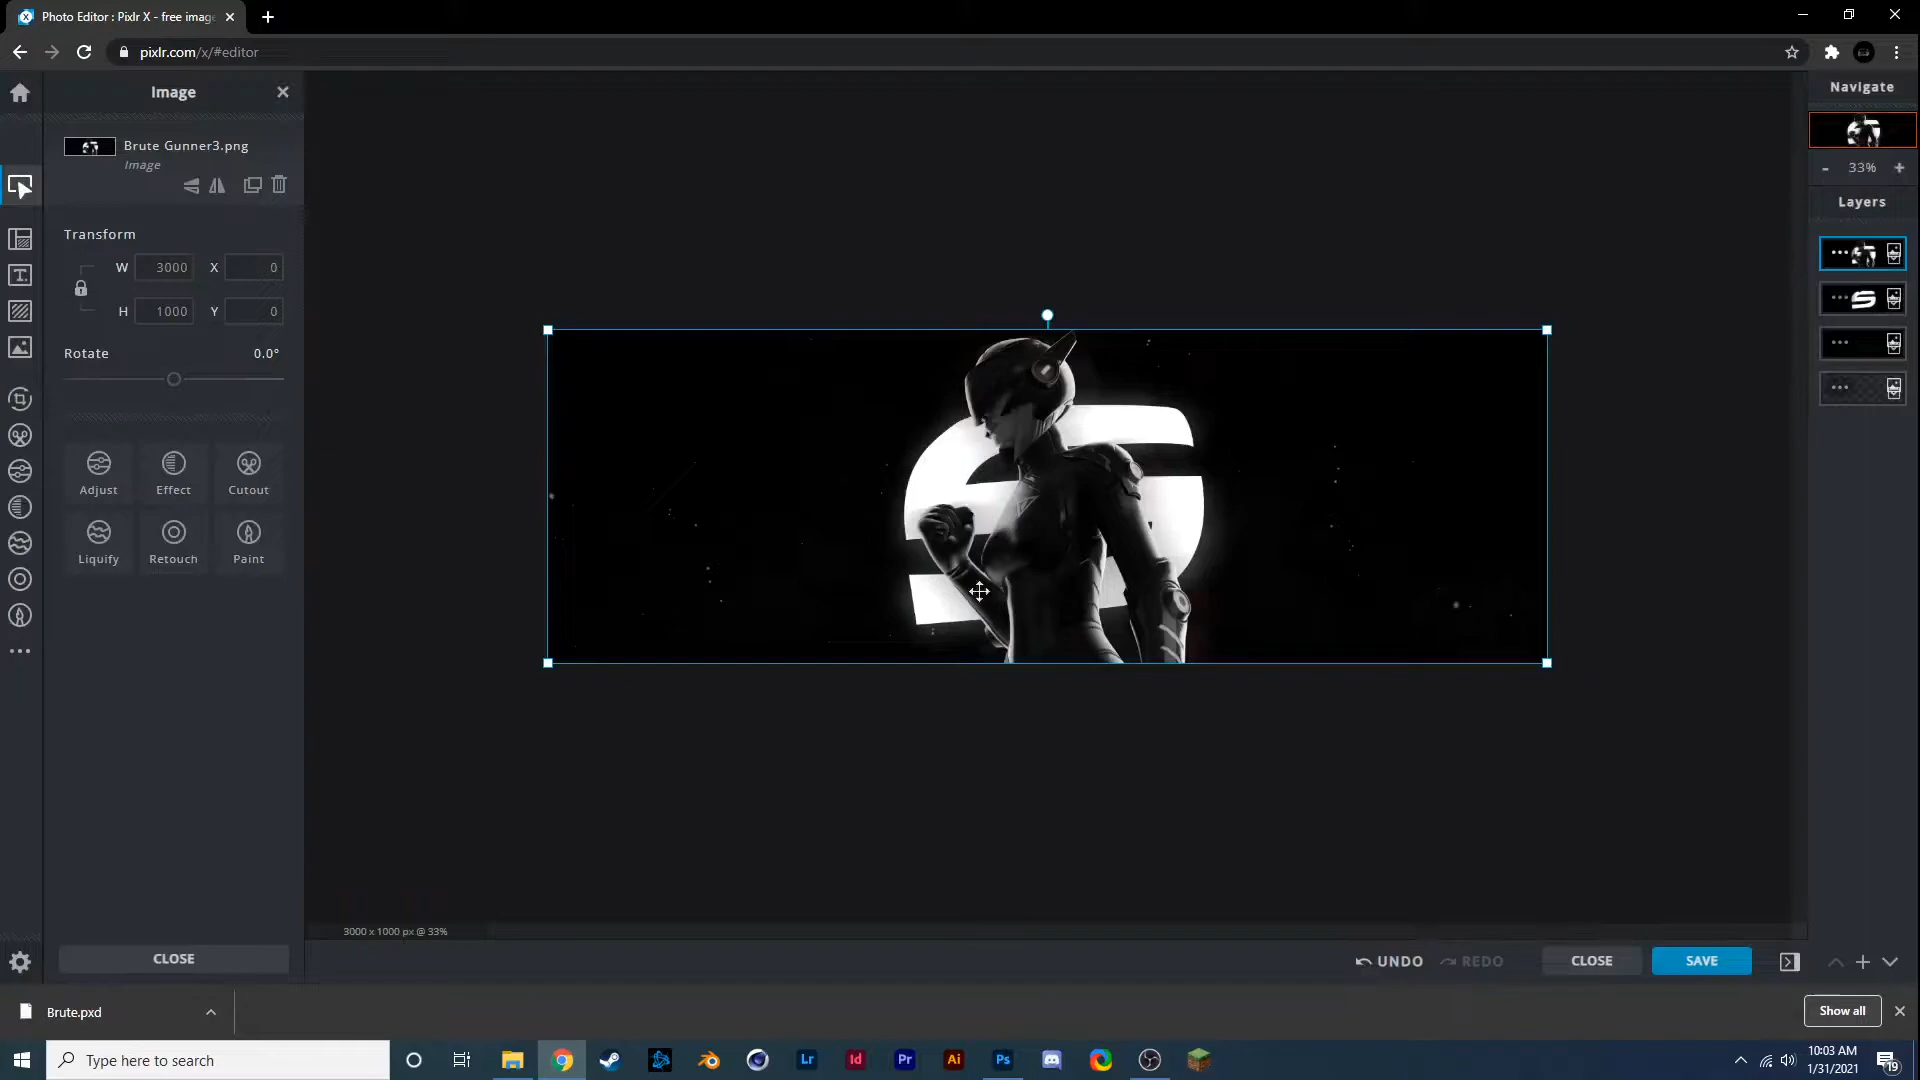 Photo Editor : Pixlr X - free imag
pixlr.com/x/#editor
Image
Navigate
Brute Gunner3.png
Image
33%
Layers
Transform
W 3000 X 0
H 1000 Y 0
Rotate 0.0°
Adjust Effect Cutout
Liquify Retouch Paint
3000 x 1000 px @ 33%
CLOSE
UNDO REDO CLOSE SAVE
Brute.pxd
Show all
Type here to search
Lr Id Pr Ai Ps
10:03 AM
1/31/2021
19